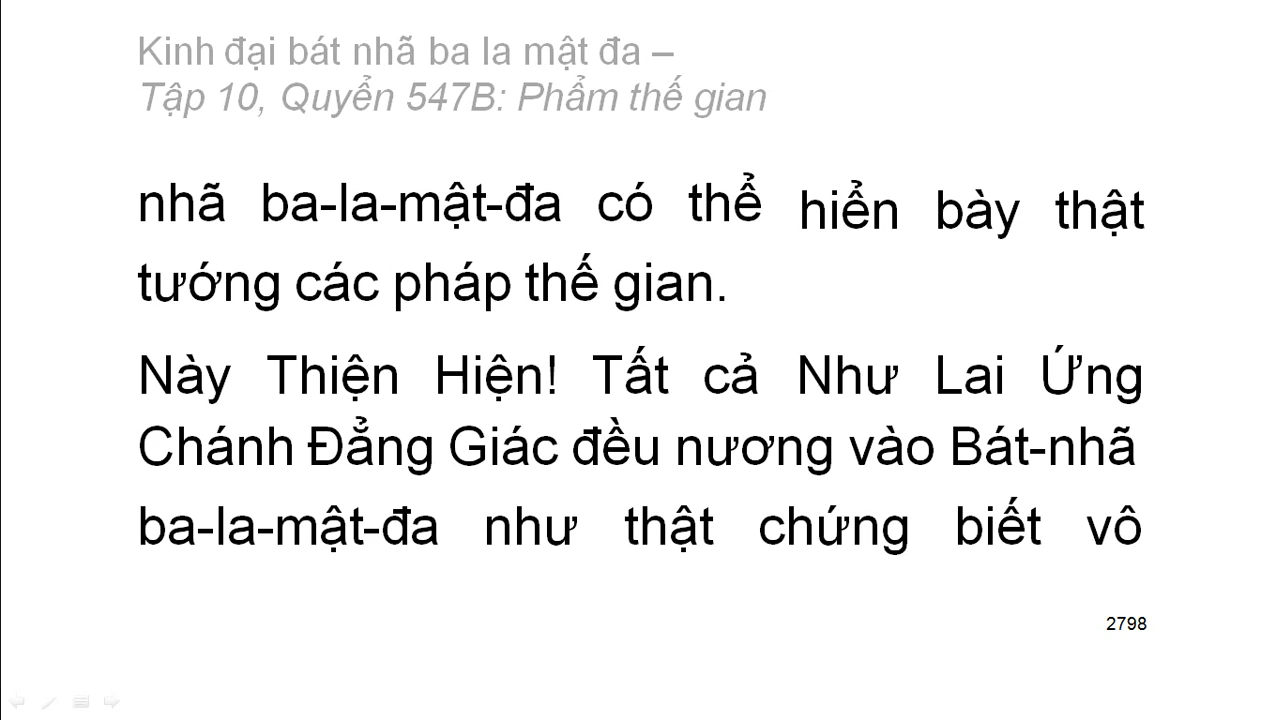 Kinh đại bát nhã ba la mật đa –
Tập 10, Quyển 547B: Phẩm thế gian
nhã ba-la-mật-đa có thể hiển bày thật
tướng các pháp thế gian.
Này Thiện Hiện! Tất cả Như Lai Ứng
Chánh Đẳng Giác đều nương vào Bát-nhã
ba-la-mật-đa như thật chứng biết vô
2798